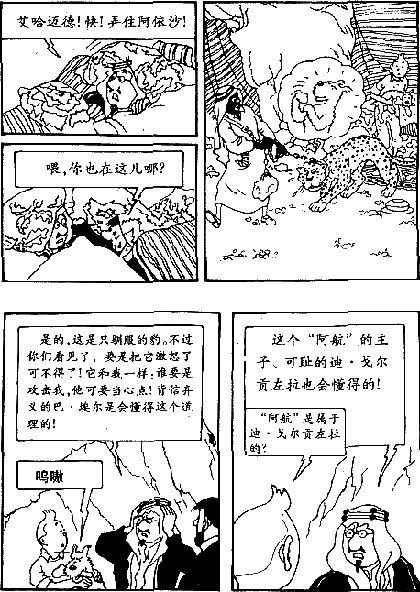 艾哈迈德！快！弄住阿依沙！
喂，你也在这儿哪？
是的，这是只驯服的豹。不过
你们看见了，要是把它激怒了
可不得了！它和我一样：谁要是
攻击我，他可要当心点！背信弃
义的巴·埃尔是会懂得这个道
理的！
呜嗽
这个“阿航”的主
子、可耻的迪·戈尔
贡左拉也会懂得的！
“阿航”是属于
迪·戈尔贡左拉
的？